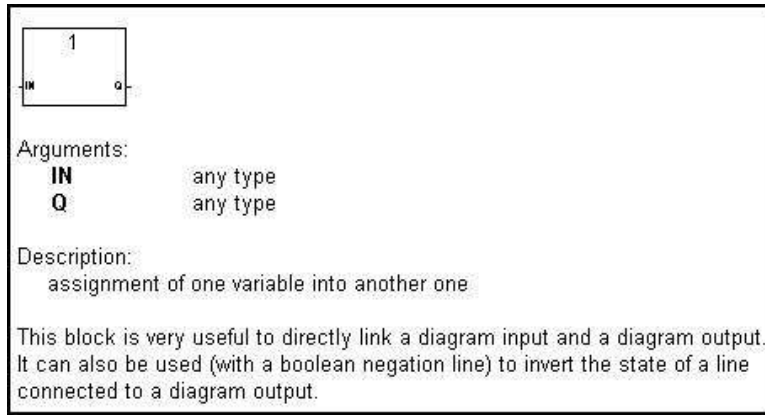 1
IN Q
Arguments:
IN any type
Q any type
Description:
assignment of one variable into another one
This block is very useful to directly link a diagram input and a diagram output.
It can also be used (with a boolean negation line) to invert the state of a line
connected to a diagram output.